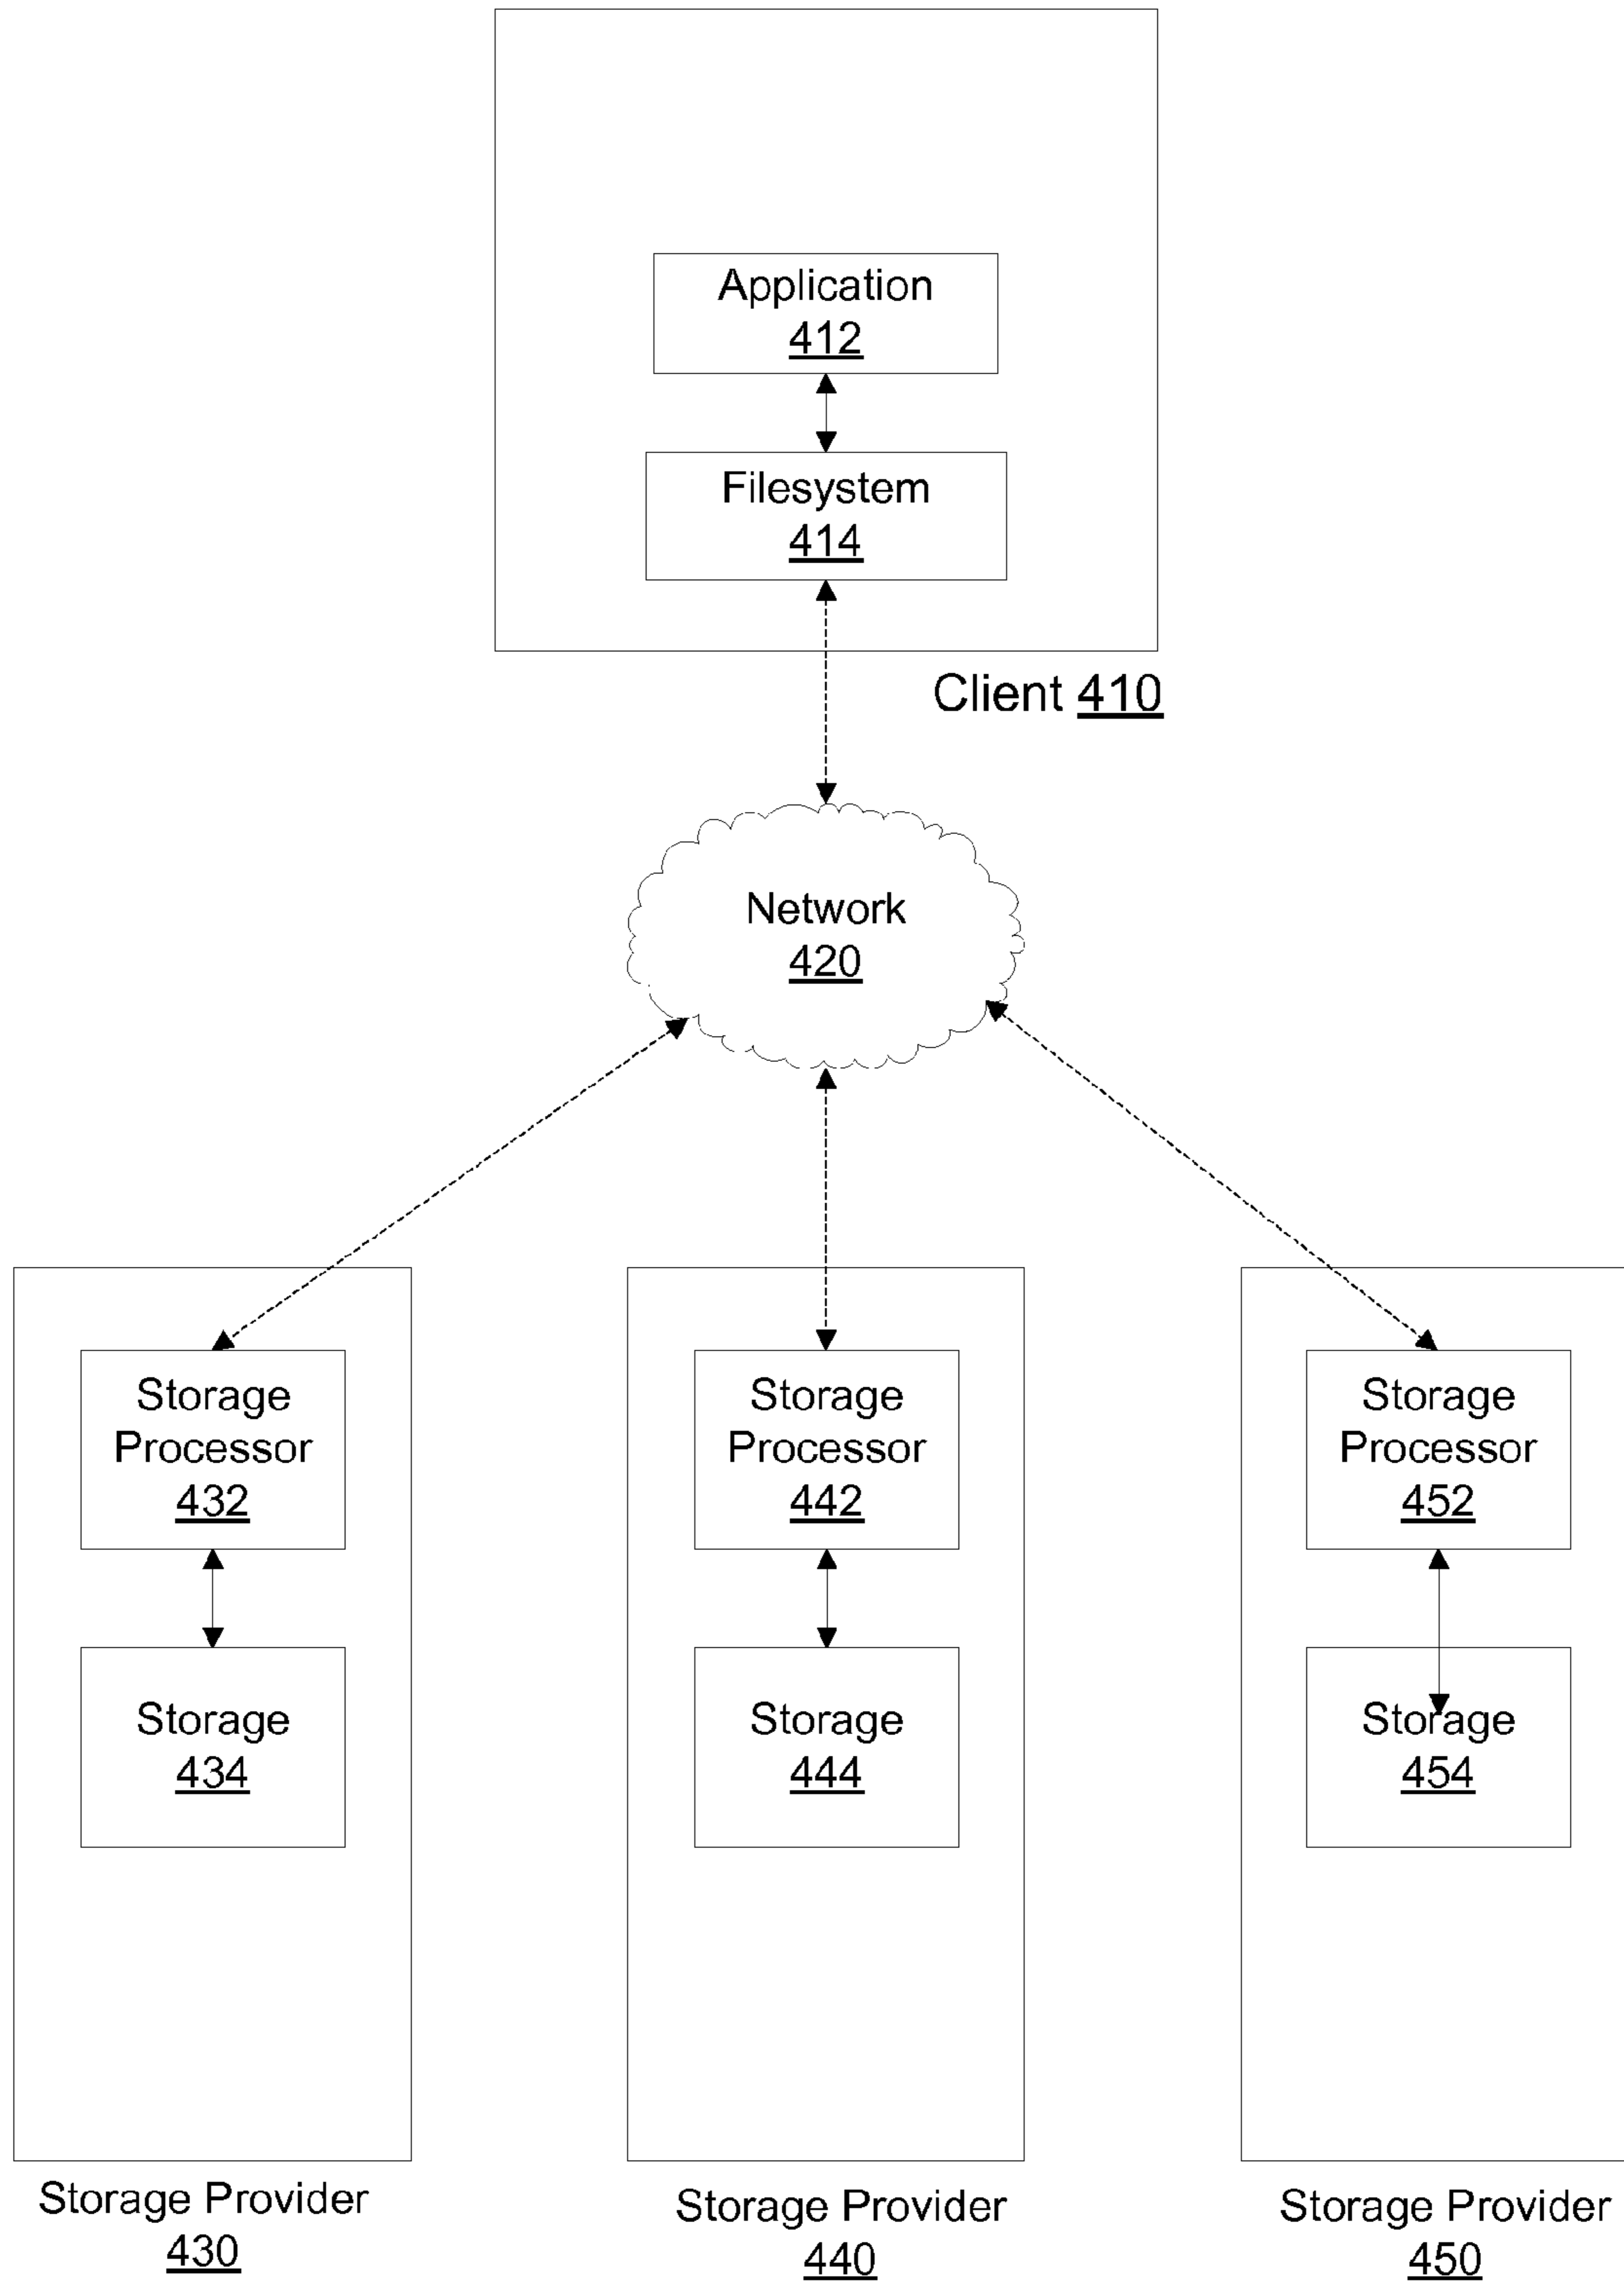 Application
412
Filesystem
414
Client 410
Network
420
Storage
Processor
432
Storage
Processor
442
Storage
Processor
452
Storage
434
Storage
444
Storage
454
Storage Provider
430
Storage Provider
440
Storage Provider
450